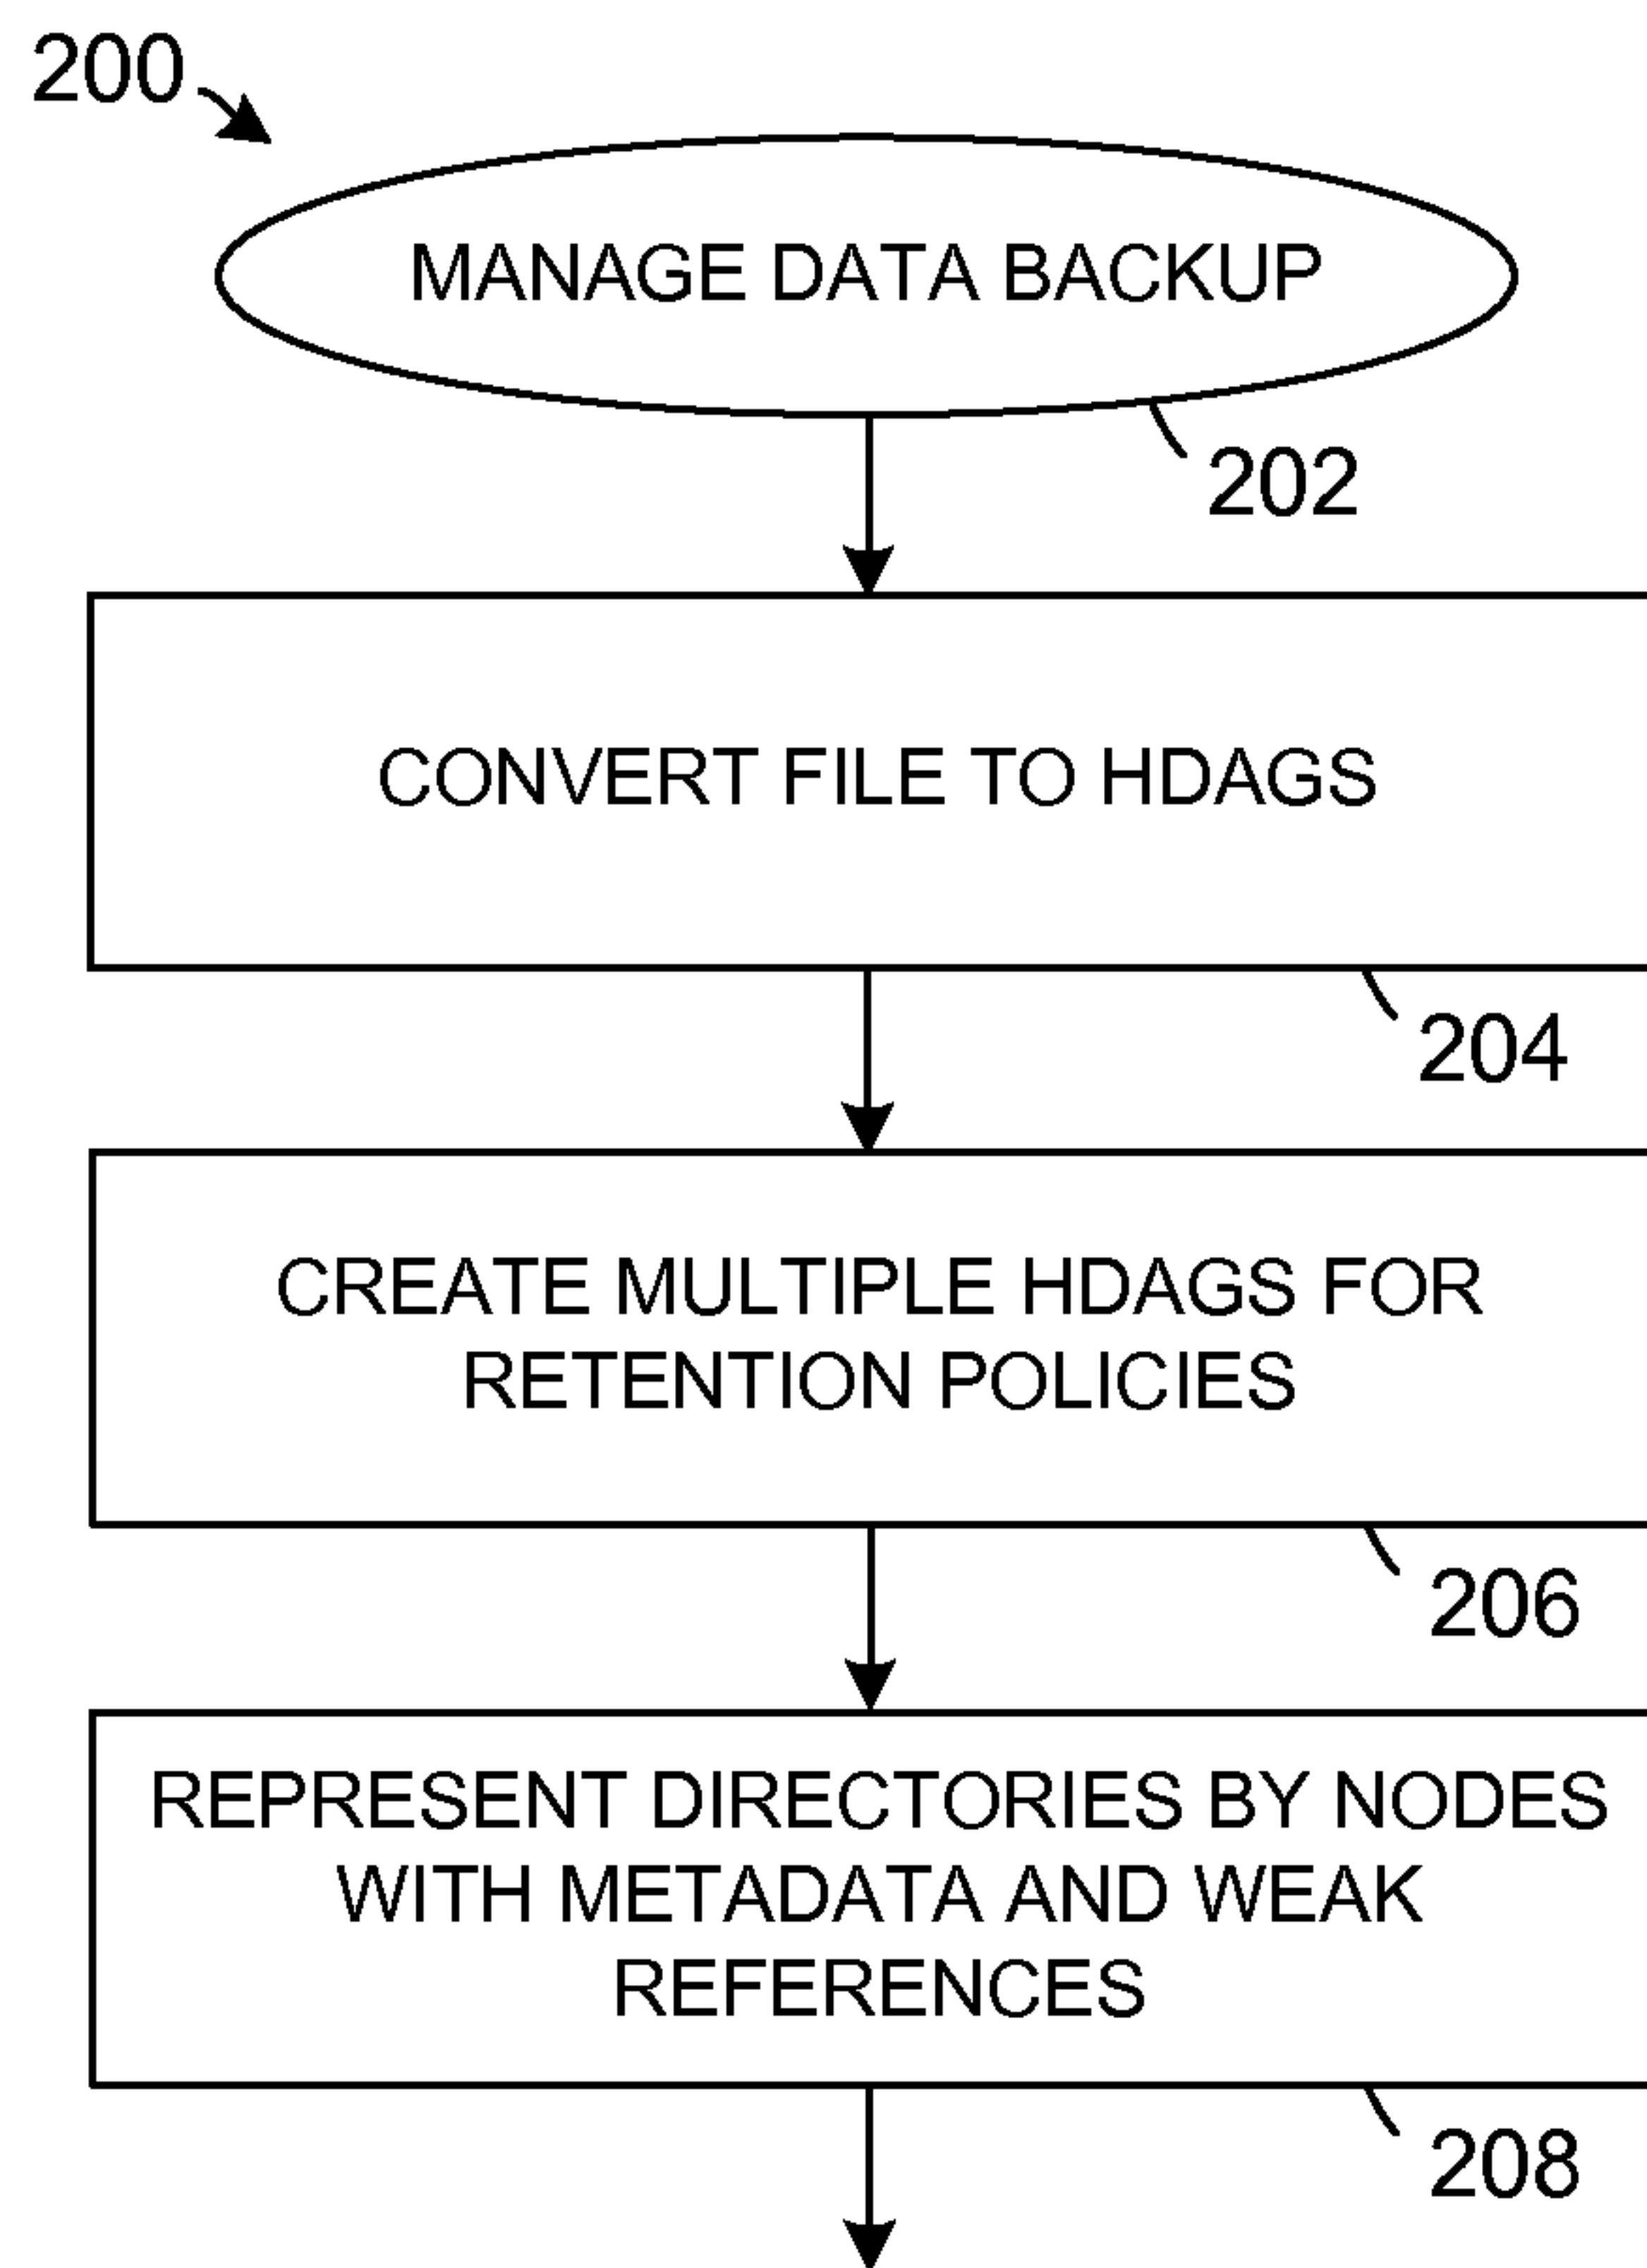 200
MANAGE DATA BACKUP
202
CONVERT FILE TO HDAGS
204
CREATE MULTIPLE HDAGS FOR
RETENTION POLICIES
206
REPRESENT DIRECTORIES BY NODES
WITH METADATA AND WEAK
REFERENCES
208